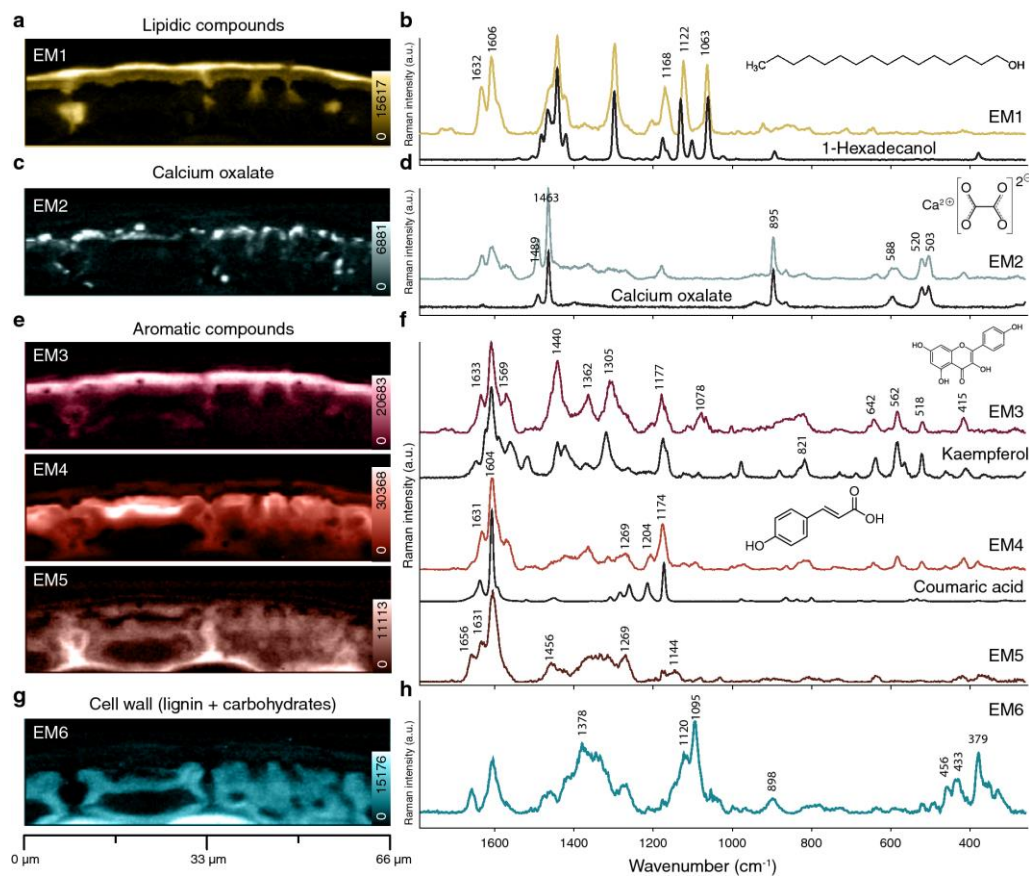 a
Lipidic compounds
EM1
0 15617
b
Raman intensity (a.u.)
1632
1606
1168
1122
1063
H3C
OH
EM1
1-Hexadecanol
c
Calcium oxalate
EM2
0 6881
d
Raman intensity (a.u.)
1489
1463
895
588
520
503
Ca2⊕
O
O
O
O
2⊖
EM2
Calcium oxalate
e
Aromatic compounds
EM3
0 20683
EM4
0 30368
EM5
0 11113
f
Raman intensity (a.u.)
1633
1569
1440
1362
1305
1177
1078
642
562
518
415
HO
O
OH
OH
OH
O
EM3
Kaempferol
821
1604
1631
1269
1204
1174
HO
O
OH
EM4
Coumaric acid
1656
1631
1456
1269
1144
EM5
g
Cell wall (lignin + carbohydrates)
EM6
0 15176
0 µm
33 µm
66 µm
h
Raman intensity (a.u.)
1378
1120
1095
898
456
433
379
EM6
1600
1400
1200
1000
800
600
400
Wavenumber (cm⁻¹)